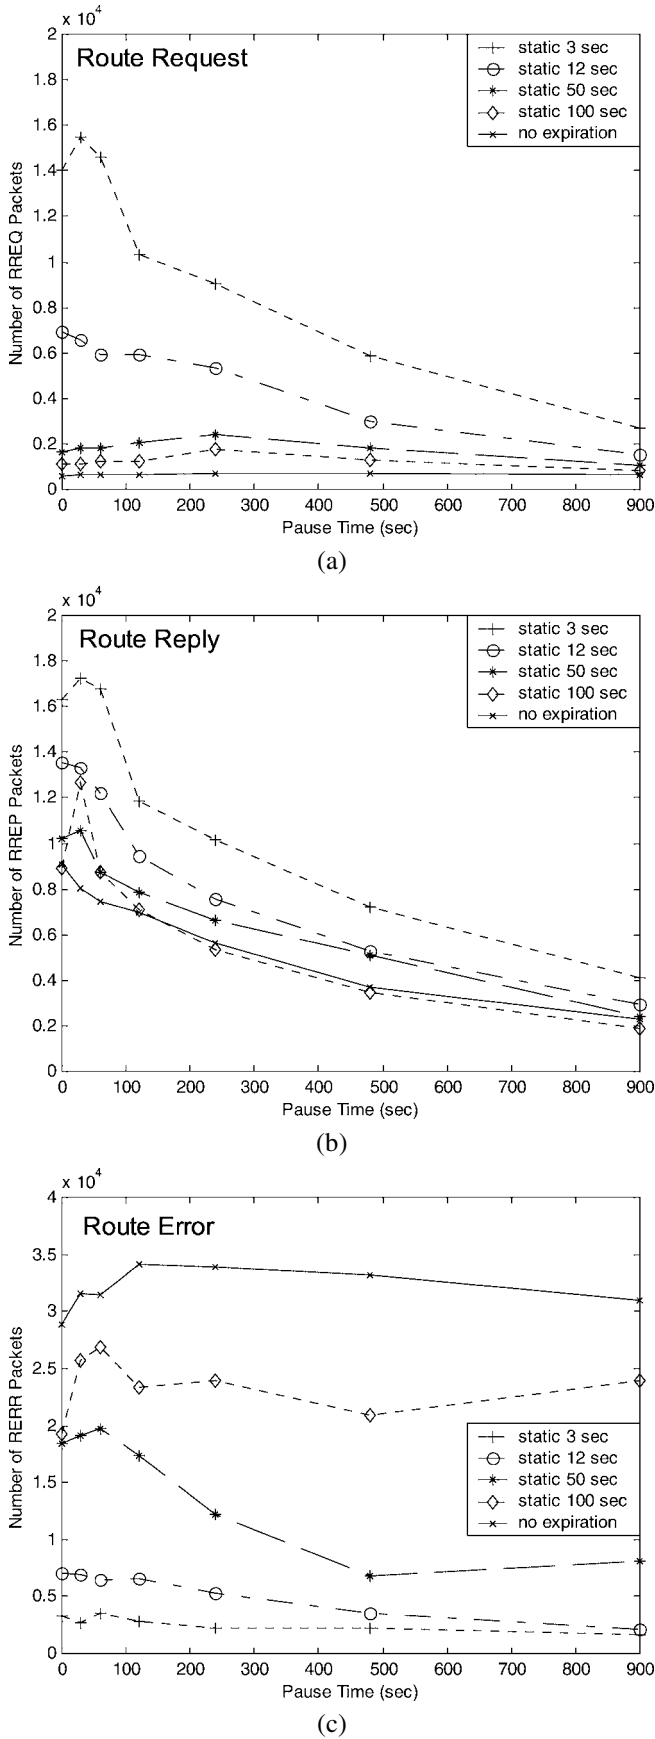 x 10^4
Route Request
static 3 sec
static 12 sec
static 50 sec
static 100 sec
no expiration
Number of RREQ Packets
2
1.8
1.6
1.4
1.2
1
0.8
0.6
0.4
0.2
0
0 100 200 300 400 500 600 700 800 900
Pause Time (sec)
(a)
x 10^4
Route Reply
static 3 sec
static 12 sec
static 50 sec
static 100 sec
no expiration
Number of RREP Packets
2
1.8
1.6
1.4
1.2
1
0.8
0.6
0.4
0.2
0
0 100 200 300 400 500 600 700 800 900
Pause Time (sec)
(b)
x 10^4
Route Error
Number of RERR Packets
4
3.5
3
2.5
2
1.5
1
0.5
0
static 3 sec
static 12 sec
static 50 sec
static 100 sec
no expiration
0 100 200 300 400 500 600 700 800 900
Pause Time (sec)
(c)